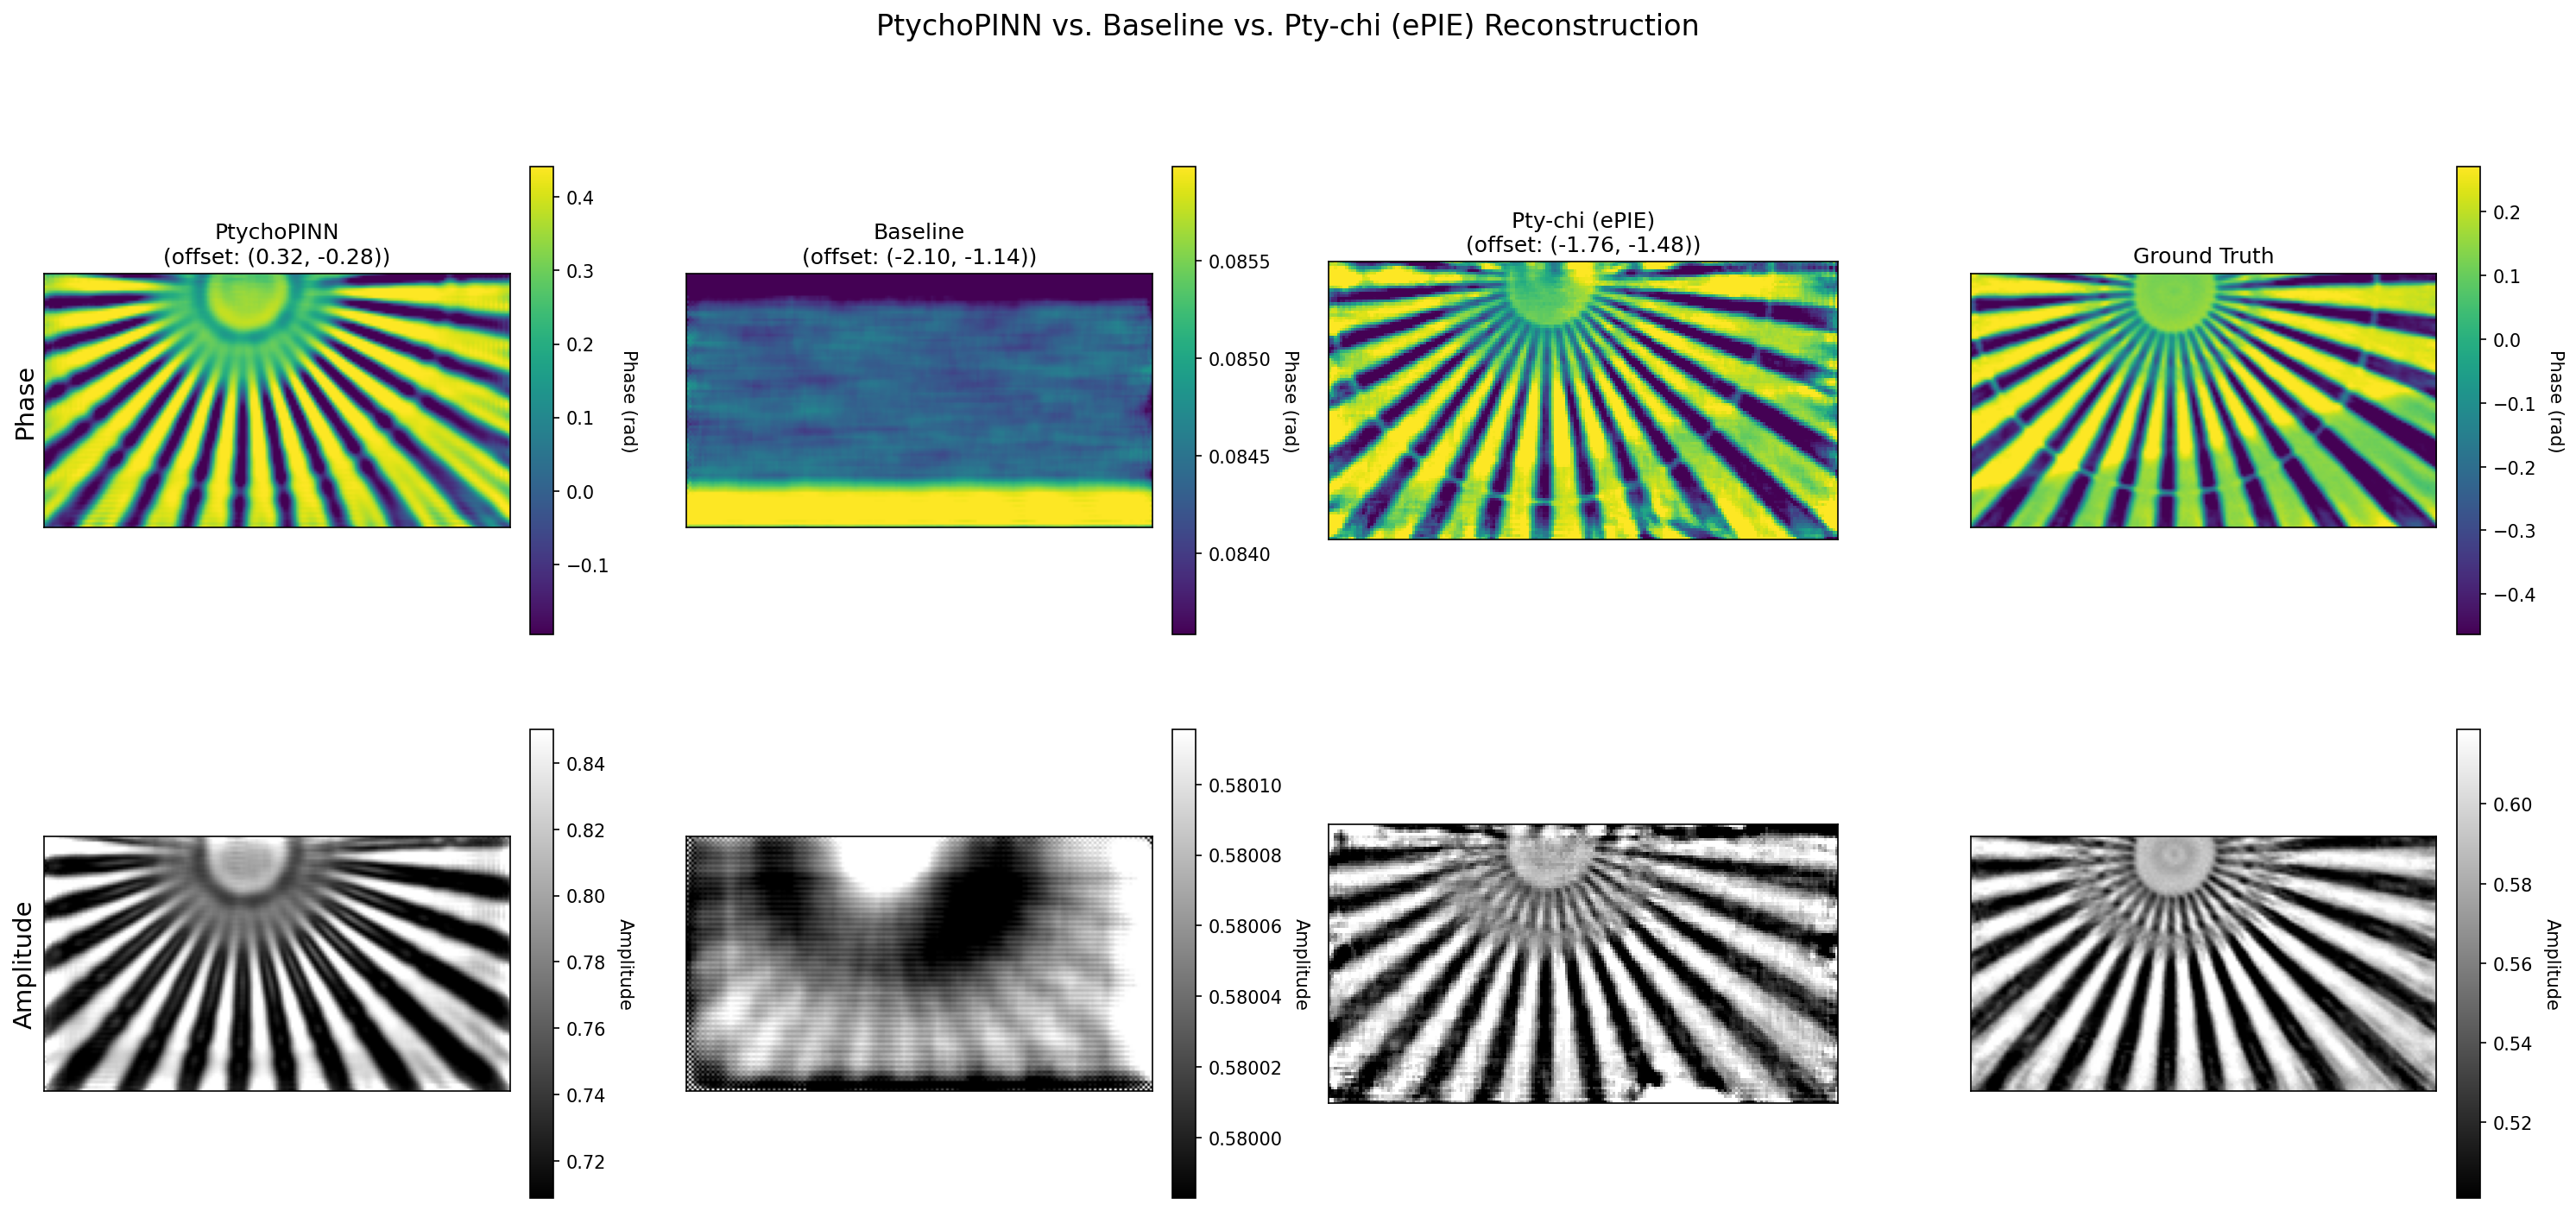 PtychoPINN vs. Baseline vs. Pty-chi (ePIE) Reconstruction
PtychoPINN
(offset: (0.32, -0.28))
Baseline
(offset: (-2.10, -1.14))
Pty-chi (ePIE)
(offset: (-1.76, -1.48))
Ground Truth
Phase
0.4
0.3
0.2
0.1
0.0
−0.1
Phase (rad)
0.0855
0.0850
0.0845
0.0840
Phase (rad)
0.2
0.1
0.0
−0.1
−0.2
−0.3
−0.4
Phase (rad)
Amplitude
0.84
0.82
0.80
0.78
0.76
0.74
0.72
Amplitude
0.58010
0.58008
0.58006
0.58004
0.58002
0.58000
Amplitude
0.60
0.58
0.56
0.54
0.52
Amplitude